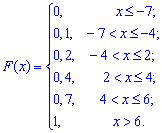 0, x ≤ −7;
0,1, −7 < x ≤ −4;
0,2, −4 < x ≤ 2;
F(x) =
0,4, 2 < x ≤ 4;
0,7, 4 < x ≤ 6;
1, x > 6.